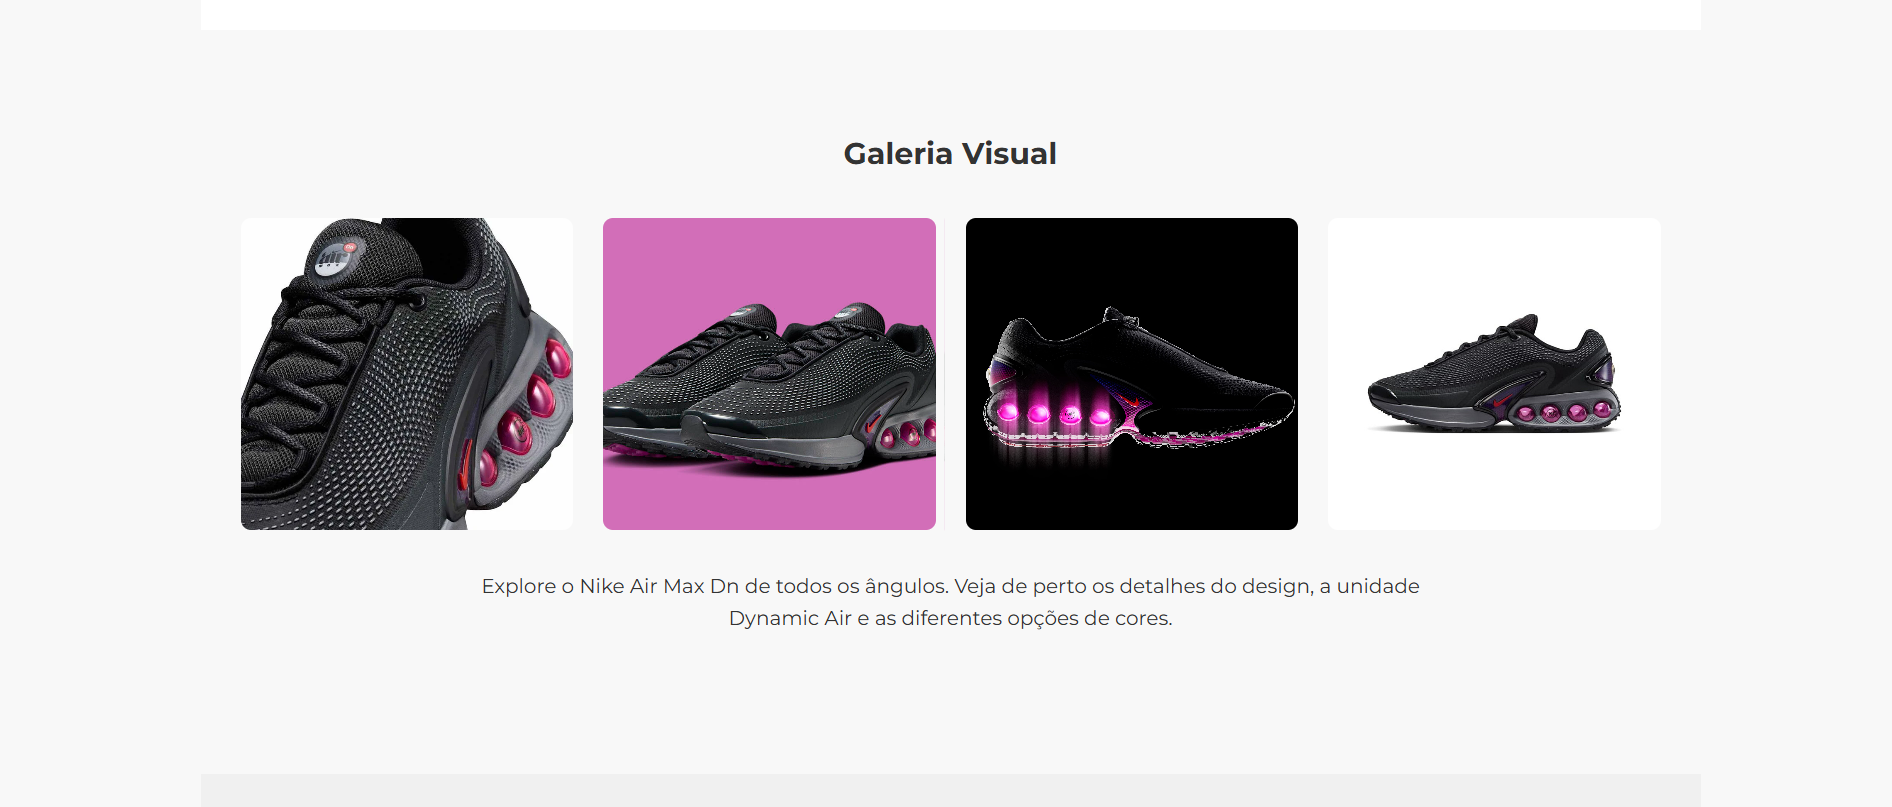 Galeria Visual
Explore o Nike Air Max Dn de todos os ângulos. Veja de perto os detalhes do design, a unidade
Dynamic Air e as diferentes opções de cores.